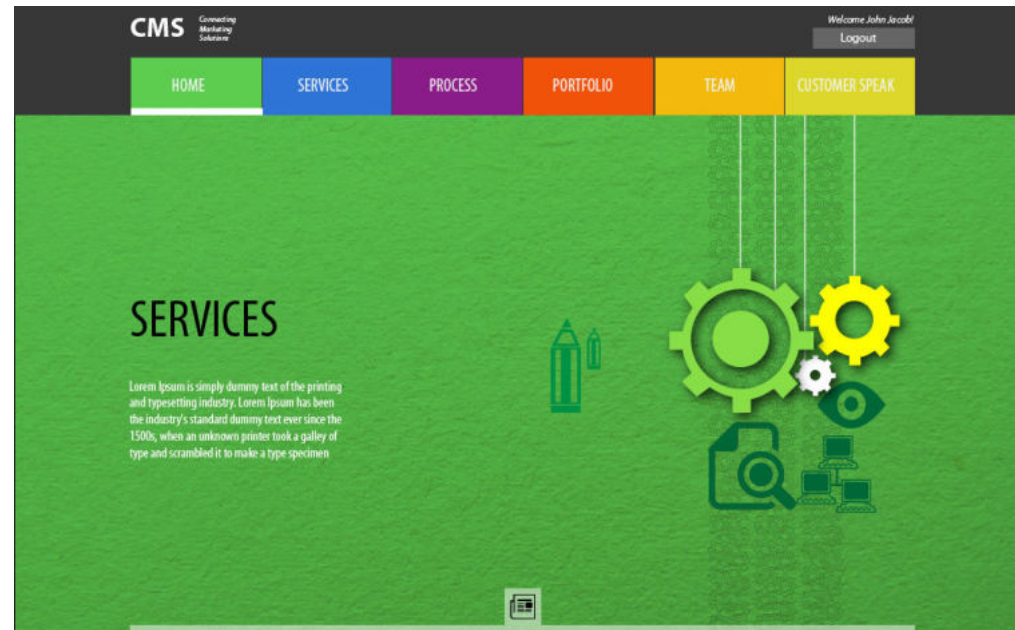 CMS
Connecting
Marketing
Solutions
Welcome John Jacob!
Logout
HOME
SERVICES
PROCESS
PORTFOLIO
TEAM
CUSTOMER SPEAK
SERVICES
Lorem Ipsum is simply dummy text of the printing
and typesetting industry. Lorem Ipsum has been
the industry's standard dummy text ever since the
1500s, when an unknown printer took a galley of
type and scrambled it to make a type specimen